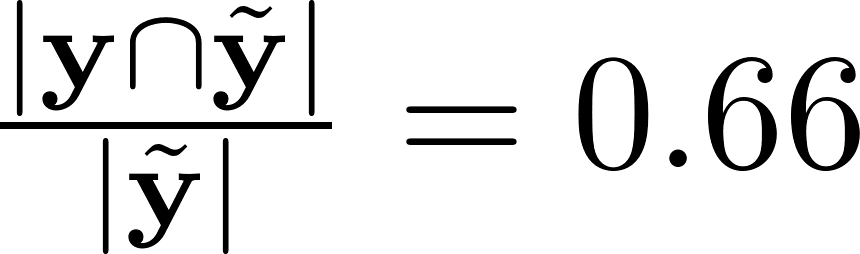 |y∩ỹ| / |ỹ| = 0.66